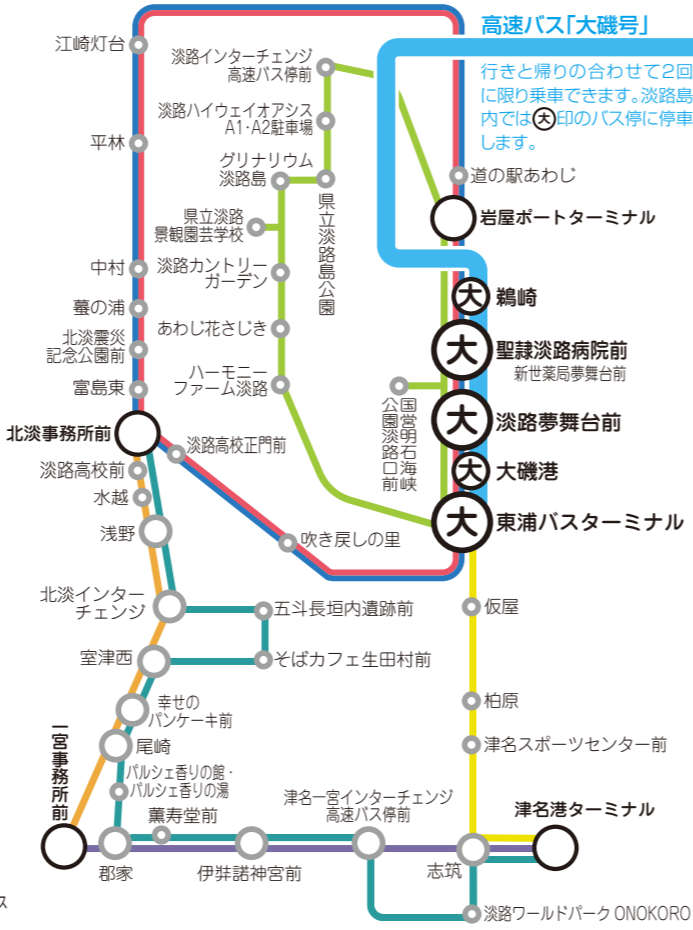 高速バス「大磯号」
行きと帰りの合わせて2回
に限り乗車できます。淡路島
内では大印のバス停に停車
します。
江崎灯台
平林
中村
蟇の浦
北淡震災
記念公園前
富島東
北淡事務所前
淡路高校前
水越
浅野
北淡インター
チェンジ
室津西
幸せの
パンケーキ前
尾崎
パルシェ香りの館・
パルシェ香りの湯
一宮事務所前
郡家
薫寿堂前
伊弉諾神宮前
津名一宮インターチェンジ
高速バス停前
志筑
津名港ターミナル
淡路ワールドパーク ONOKORO
淡路インターチェンジ
高速バス停前
淡路ハイウェイオアシス
A1・A2駐車場
グリナリウム
淡路島
県立淡路島公園
県立淡路
景観園芸学校
淡路カントリー
ガーデン
あわじ花さじき
ハーモニー
ファーム淡路
国営明石海峡
公園淡路口前
淡路高校正門前
吹き戻しの里
五斗長垣内遺跡前
そばカフェ生田村前
道の駅あわじ
岩屋ポートターミナル
大 鵜崎
大 聖隷淡路病院前
新世薬局夢舞台前
大 淡路夢舞台前
大 大磯港
大 東浦バスターミナル
仮屋
柏原
津名スポーツセンター前
ス